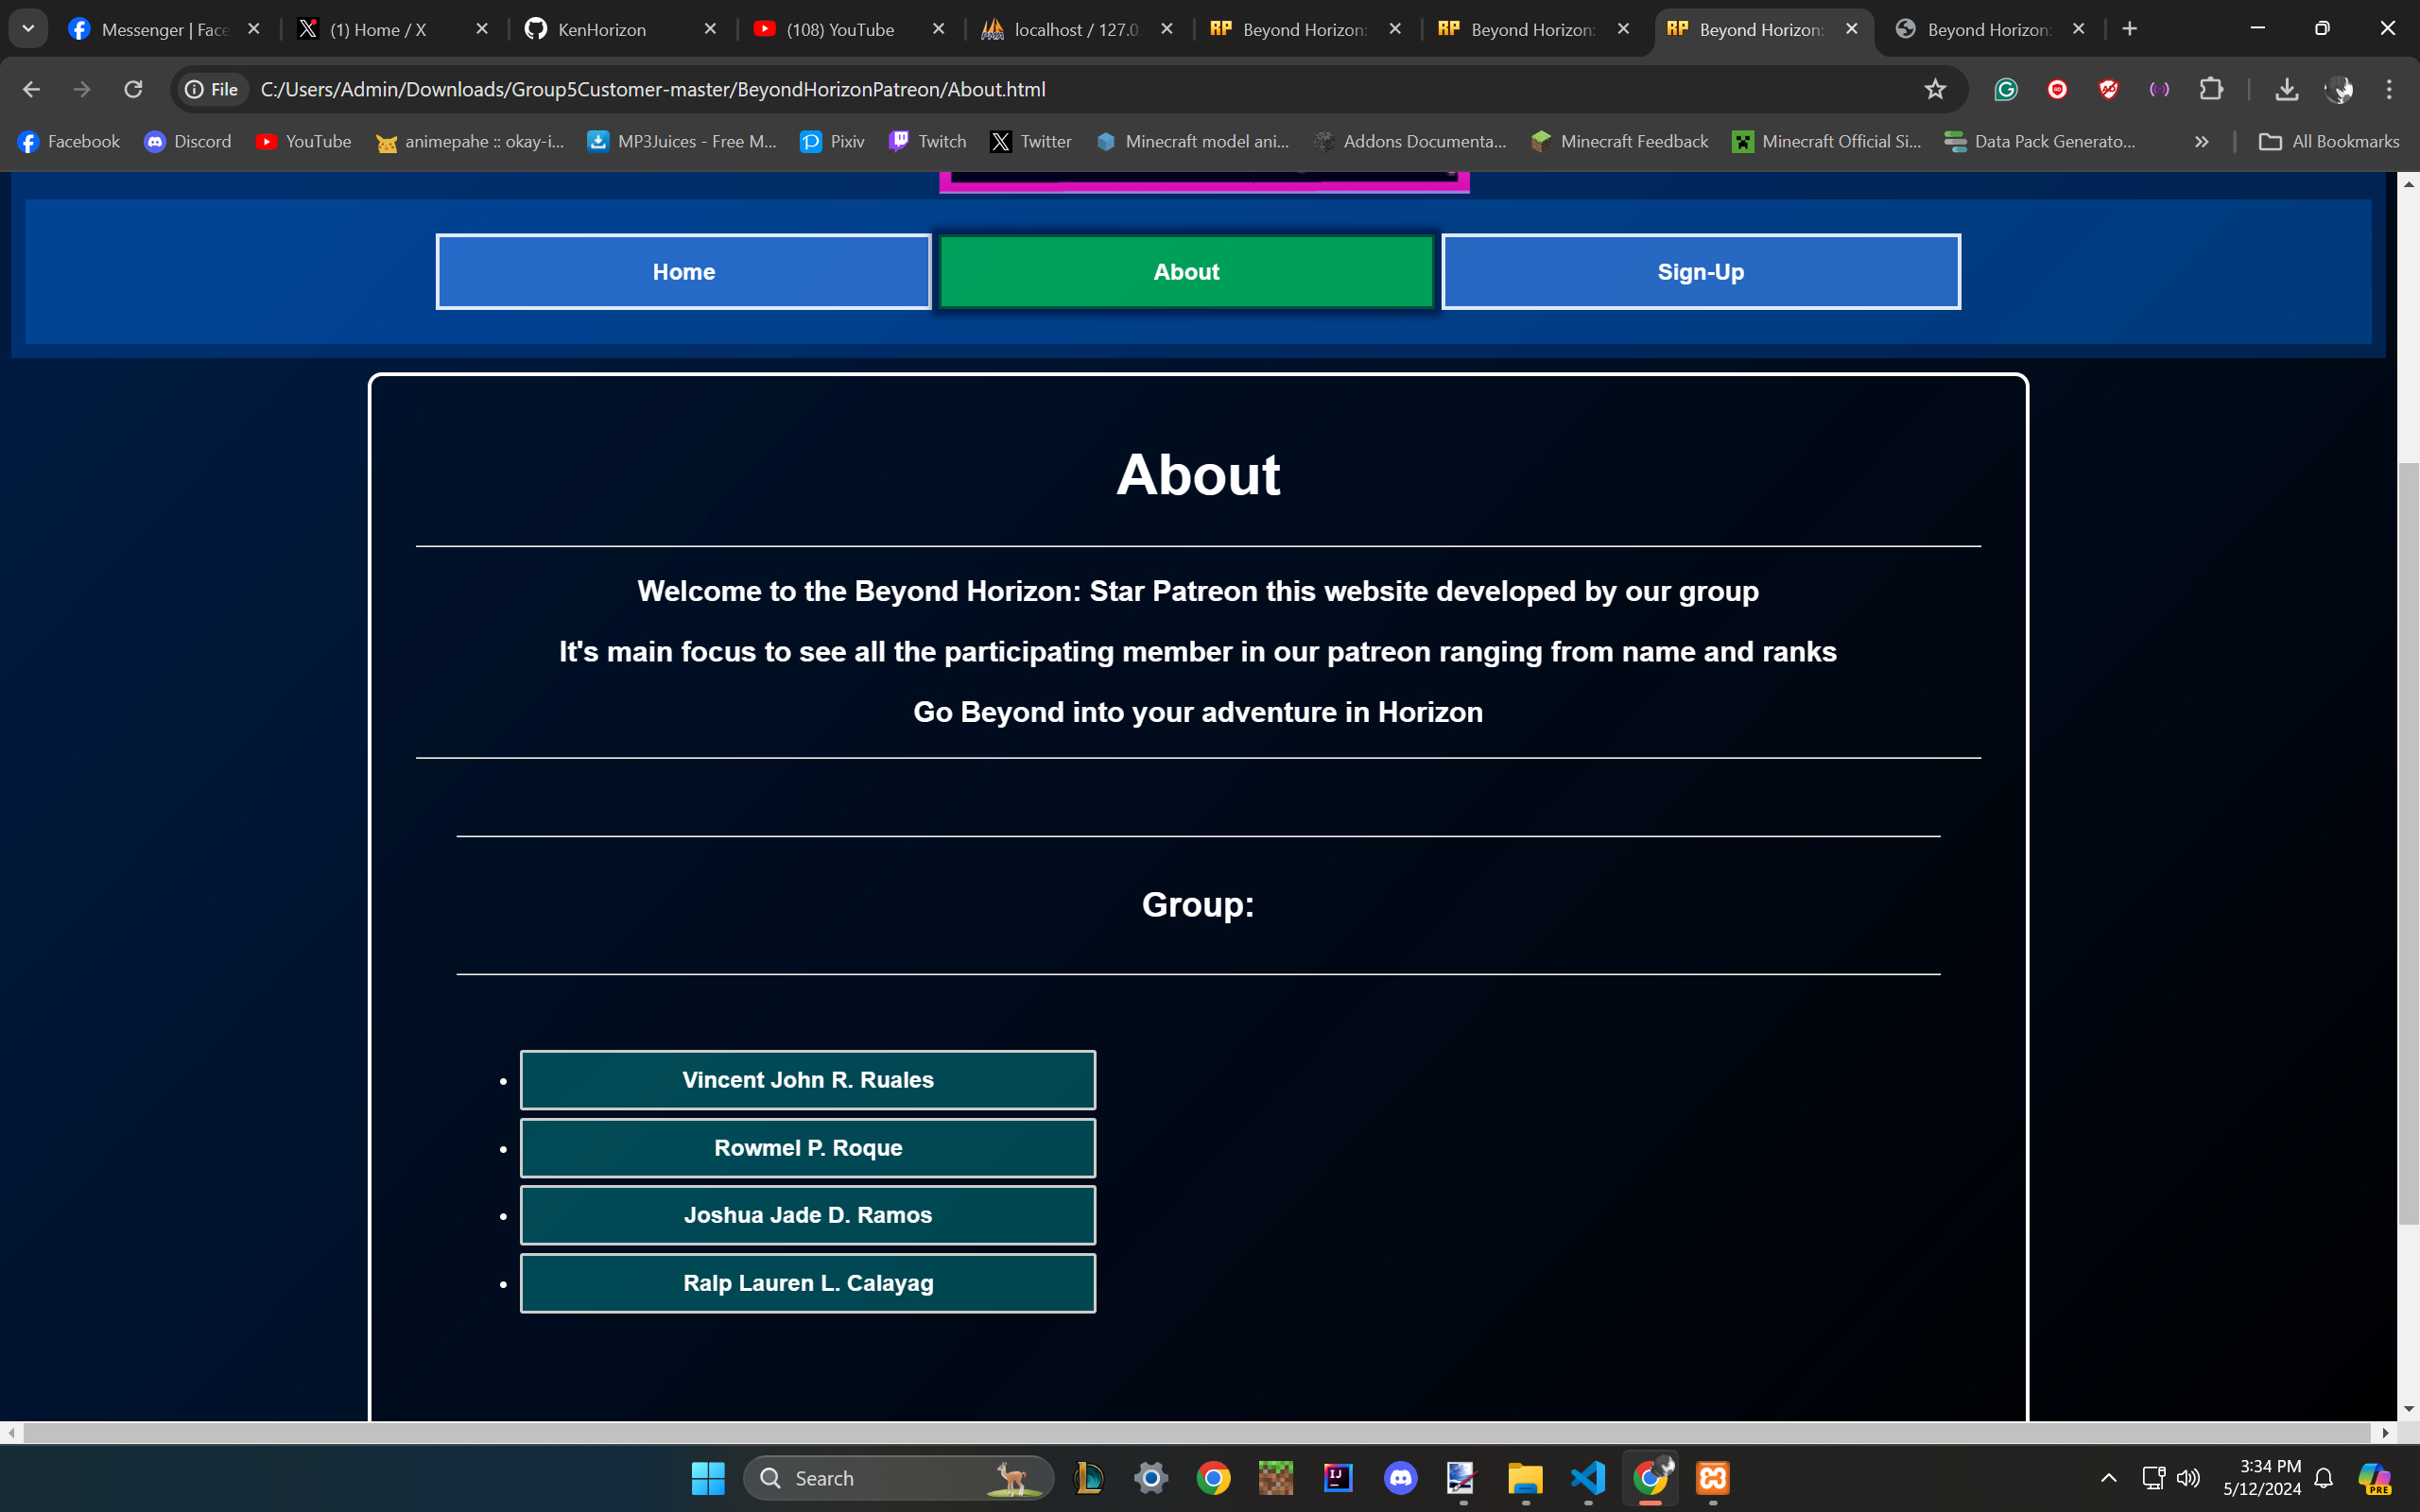 Messenger | Face
(1) Home / X
KenHorizon
(108) YouTube
localhost / 127.0.
Beyond Horizon:
Beyond Horizon:
Beyond Horizon:
Beyond Horizon:
File
C:/Users/Admin/Downloads/Group5Customer-master/BeyondHorizonPatreon/About.html
Facebook
Discord
YouTube
animepahe :: okay-i...
MP3Juices - Free M...
Pixiv
Twitch
Twitter
Minecraft model ani...
Addons Documenta...
Minecraft Feedback
Minecraft Official Si...
Data Pack Generato...
All Bookmarks
Home
About
Sign-Up
About
Welcome to the Beyond Horizon: Star Patreon this website developed by our group
It's main focus to see all the participating member in our patreon ranging from name and ranks
Go Beyond into your adventure in Horizon
Group:
Vincent John R. Ruales
Rowmel P. Roque
Joshua Jade D. Ramos
Ralp Lauren L. Calayag
Search
3:34 PM
5/12/2024
PRE